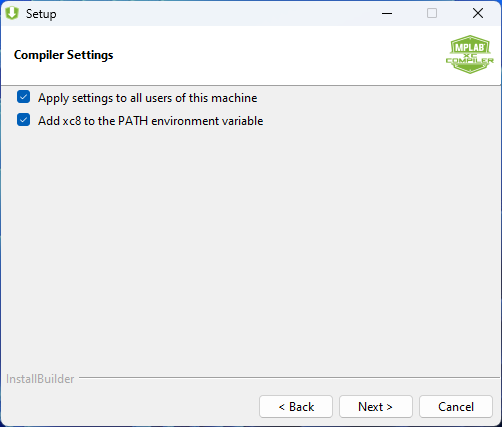 Setup
Compiler Settings
MPLAB
XC
COMPILER
Apply settings to all users of this machine
Add xc8 to the PATH environment variable
InstallBuilder
< Back
Next >
Cancel